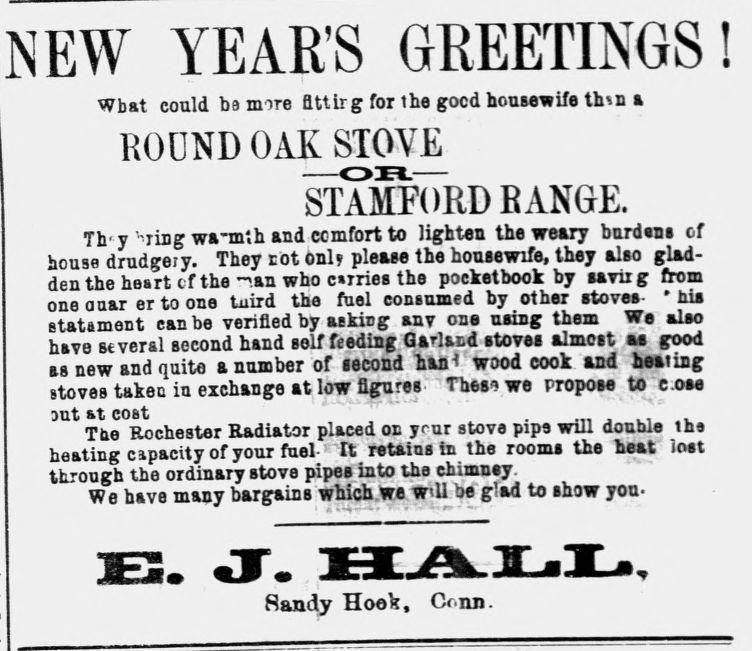 NEW YEAR'S GREETINGS!
What could be more fitting for the good housewife than a
ROUND OAK STOVE
—OR—
STAMFORD RANGE.
They bring warmth and comfort to lighten the weary burdens of
house drudgery. They not only please the housewife, they also glad-
den the heart of the man who carries the pocketbook by saving from
one quarter to one third the fuel consumed by other stoves. This
statement can be verified by asking any one using them We also
have several second hand self feeding Garland stoves almost as good
as new and quite a number of second hand wood cook and heating
stoves taken in exchange at low figures. These we propose to close
out at cost
The Rochester Radiator placed on your stove pipe will double the
heating capacity of your fuel. It retains in the rooms the heat lost
through the ordinary stove pipes into the chimney.
We have many bargains which we will be glad to show you.
E. J. HALL,
Sandy Hook, Conn.